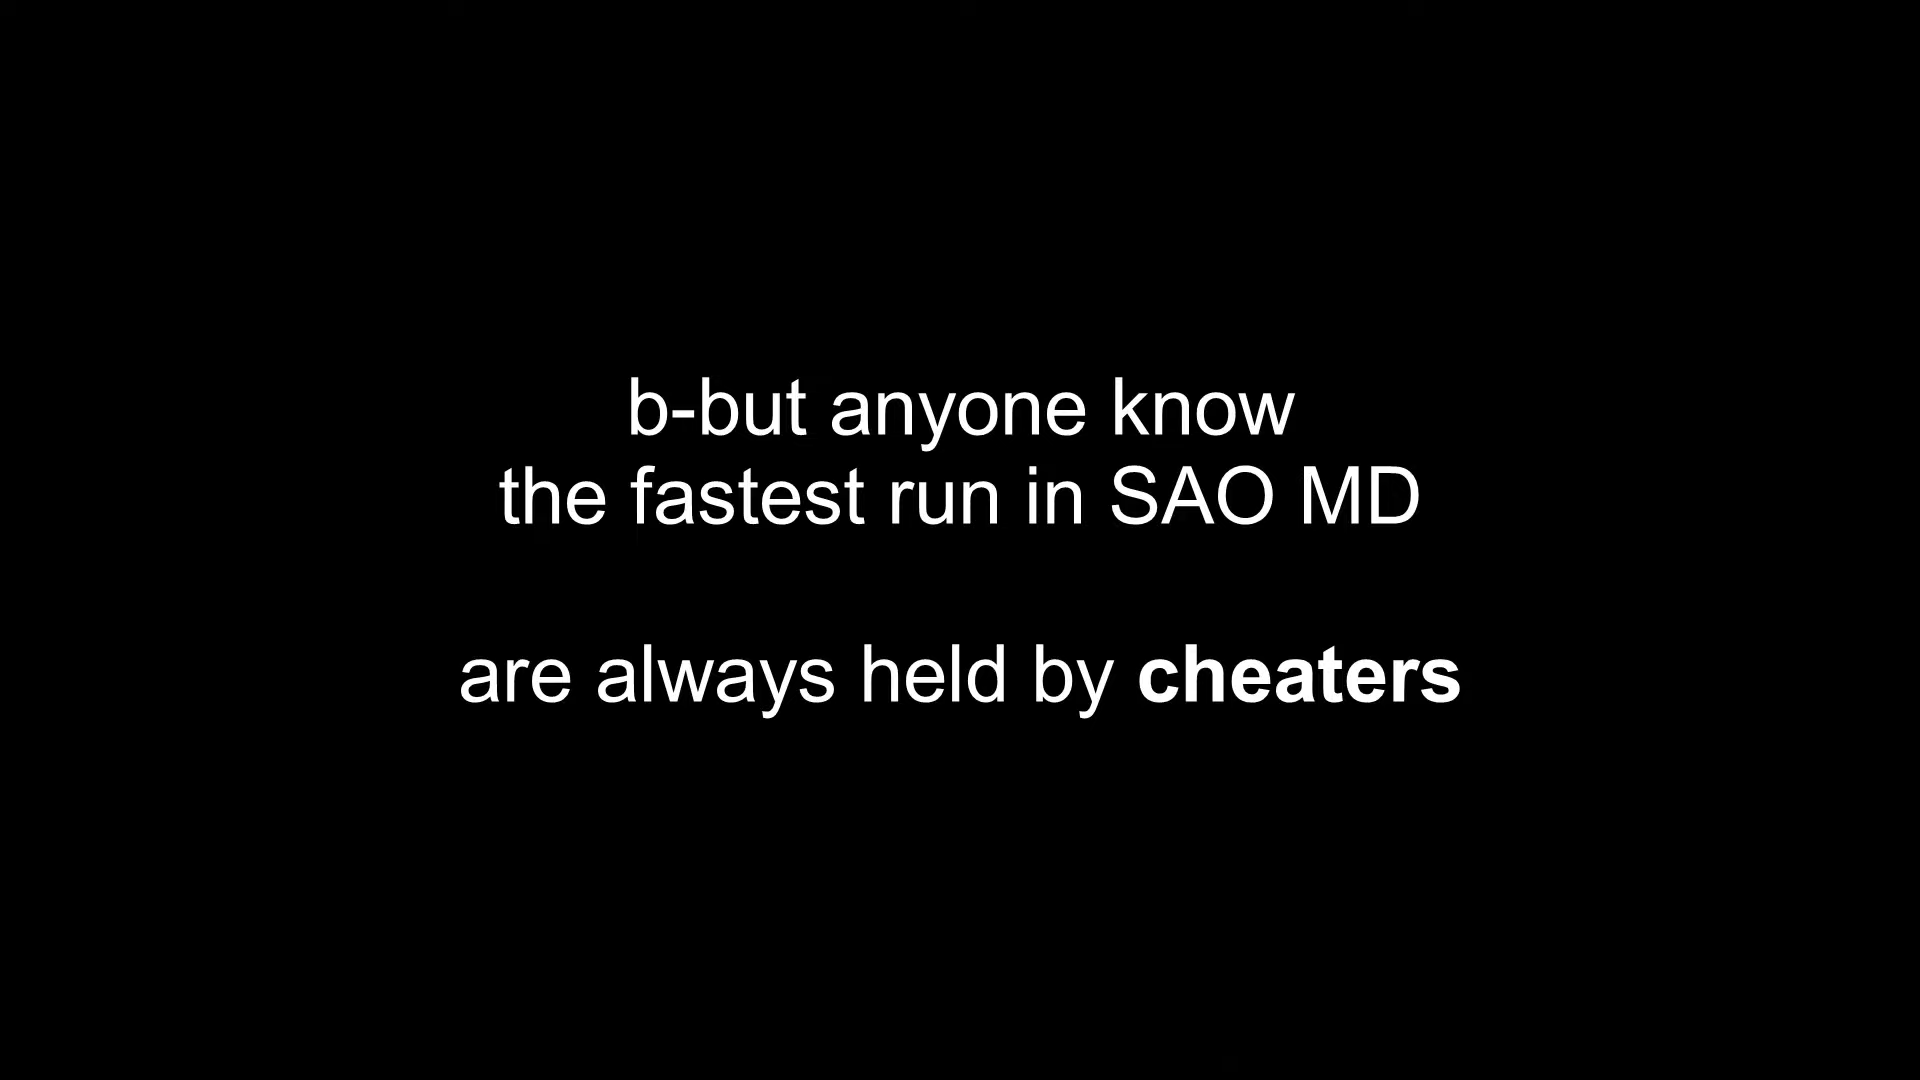 b-but anyone know
the fastest run in SAO MD
are always held by cheaters